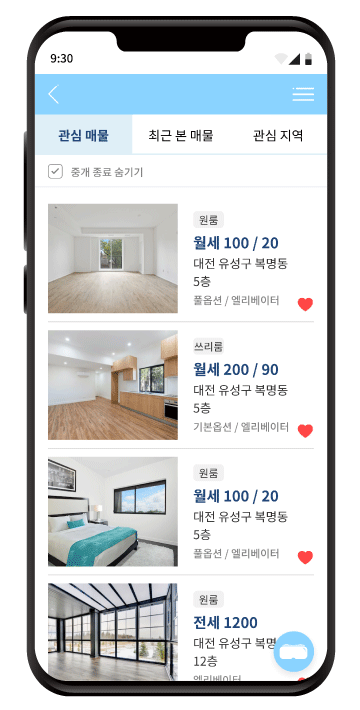 9:30
관심 매물 최근 본 매물 관심 지역
중개 종료 숨기기
원룸
월세 100 / 20
대전 유성구 복명동
5층
풀옵션 / 엘리베이터
쓰리룸
월세 200 / 90
대전 유성구 복명동
5층
기본옵션 / 엘리베이터
원룸
월세 100 / 20
대전 유성구 복명동
5층
풀옵션 / 엘리베이터
원룸
전세 1200
대전 유성구 복명
12층
엘리베이터